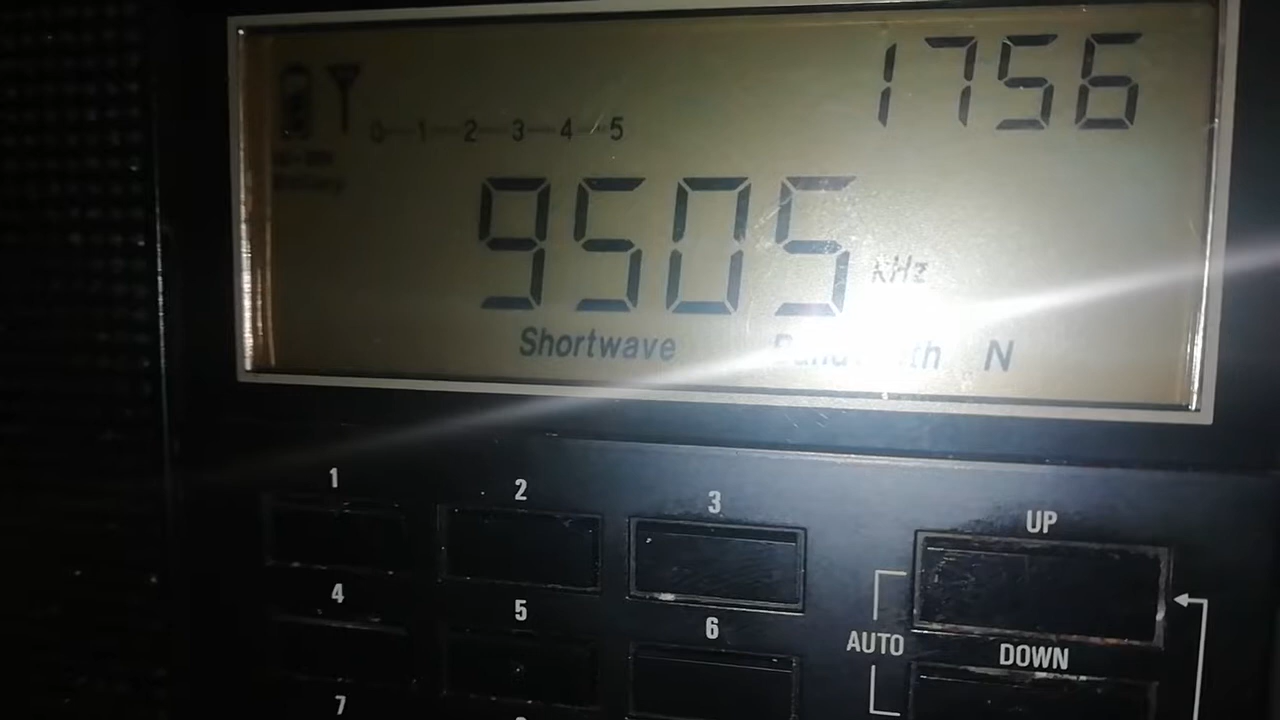 1756
0 1 2 3 4 5
9505 kHz
Shortwave Bandwidth N
1 2 3
UP
4 5 6
AUTO
DOWN
7